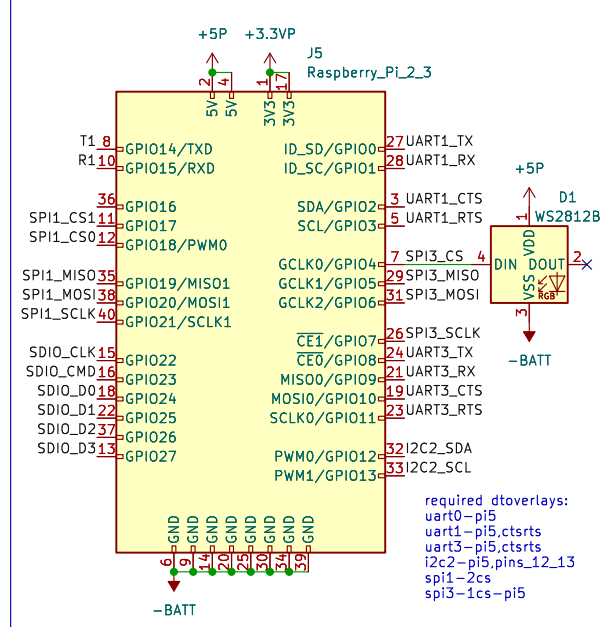 +5P
+3.3VP
J5
Raspberry_Pi_2_3
2
4
1
17
5V
5V
3V3
3V3
T1 8 GPIO14/TXD
R1 10 GPIO15/RXD
36 GPIO16
SPI1_CS1 11 GPIO17
SPI1_CS0 12 GPIO18/PWM0
SPI1_MISO 35 GPIO19/MISO1
SPI1_MOSI 38 GPIO20/MOSI1
SPI1_SCLK 40 GPIO21/SCLK1
SDIO_CLK 15 GPIO22
SDIO_CMD 16 GPIO23
SDIO_D0 18 GPIO24
SDIO_D1 22 GPIO25
SDIO_D2 37 GPIO26
SDIO_D3 13 GPIO27
ID_SD/GPIO0 27 UART1_TX
ID_SC/GPIO1 28 UART1_RX
SDA/GPIO2 3 UART1_CTS
SCL/GPIO3 5 UART1_RTS
GCLK0/GPIO4 7 SPI3_CS
GCLK1/GPIO5 29 SPI3_MISO
GCLK2/GPIO6 31 SPI3_MOSI
CE1/GPIO7 26 SPI3_SCLK
CE0/GPIO8 24 UART3_TX
MISO0/GPIO9 21 UART3_RX
MOSI0/GPIO10 19 UART3_CTS
SCLK0/GPIO11 23 UART3_RTS
PWM0/GPIO12 32 I2C2_SDA
PWM1/GPIO13 33 I2C2_SCL
GND
GND
GND
GND
GND
GND
GND
GND
6
9
14
20
25
30
34
39
-BATT
+5P
D1
WS2812B
1
VDD
4 DIN
DOUT 2
VSS
RGB
3
-BATT
required dtoverlays:
uart0-pi5
uart1-pi5,ctsrts
uart3-pi5,ctsrts
i2c2-pi5,pins_12_13
spi1-2cs
spi3-1cs-pi5